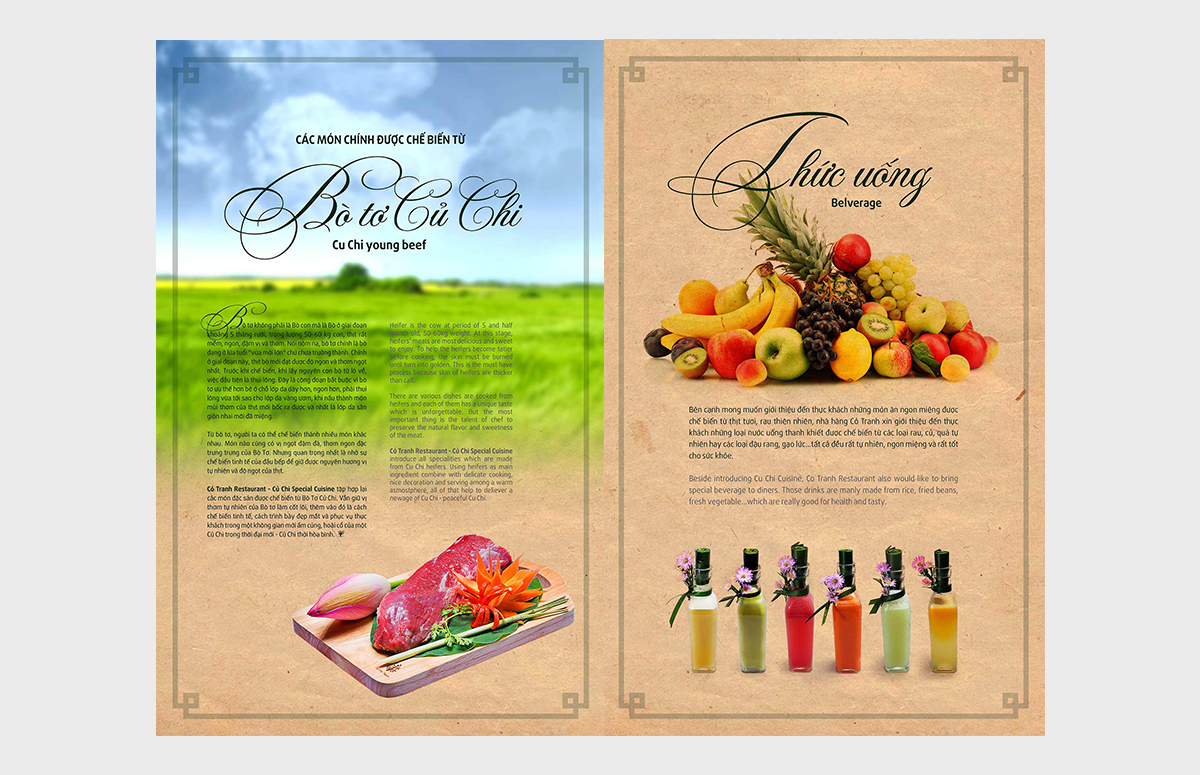 CÁC MÓN CHÍNH ĐƯỢC CHẾ BIẾN TỪ
Bò tơ Củ Chi
Cu Chi young beef
Bò tơ không phải là Bò con mà là Bò ở giai đoạn
khoảng 5 tháng rưỡi, trọng lượng 50-60 kg con, thịt rất
mềm, ngon, đậm vị và thơm. Nói nôm na, bò tơ chính là bò
đang ở lứa tuổi "vừa mới lớn" chứ chưa trưởng thành. Chính
ở giai đoạn này, thịt bò mới đạt được độ ngon và thơm ngọt
nhất. Trước khi chế biến, khi lấy nguyên con bò từ lò về,
việc đầu tiên là thui lông. Đây là công đoạn bắt buộc vì bò
tơ ưu thế hơn bê ở chỗ lớp da dày hơn, ngon hơn, phải thui
lông vừa tới sao cho lớp da vàng ươm, khi nấu thành món
mùi thơm của thịt mới bốc ra được và nhất là lớp da sần
giận nhai mới đã miệng.
Từ bò tơ, người ta có thể chế biến thành nhiều món khác
nhau. Món nào cũng có vị ngọt đậm đà, thơm ngon đặc
trưng trưng của Bò Tơ. Nhưng quan trọng nhất là nhờ sự
chế biến tinh tế của đầu bếp để giữ được nguyên hương vị
tự nhiên và độ ngọt của thịt.
Cỏ Tranh Restaurant - Củ Chi Special Cuisine tập hợp lại
các món đặc sản được chế biến từ Bò Tơ Củ Chi. Vẫn giữ vị
thơm tự nhiên của Bò Tơ làm cốt lõi, thêm vào đó là cách
chế biến tinh tế, cách trình bày đẹp mắt và phục vụ thực
khách trong một không gian mới ấm cúng, hoài cổ của một
Củ Chi trong thời đại mới - Củ Chi thời hòa bình.
Heifer is the cow at period of 5 and half
month old, 50-60kg weight. At this stage,
heifers' meats are most delicious and sweet
to enjoy. To help the heifers become tatier
before cooking, the skin must be burned
until turn into golden. This is the must have
process because skin of heifers are thicker
than calf.
There are various dishes are cooked from
heifers and each of them has a unique taste
which is unforgettable. But the most
important thing is the talent of chef to
preserve the natural flavor and sweetness
of the meat.
Cỏ Tranh Restaurant - Củ Chi Special Cuisine
introduce all specialities which are made
from Cu Chi heifers. Using heifers as main
ingredient combine with delicate cooking,
nice decoration and serving among a warm
asmostphere, all of that help to deliever a
newage of Cu Chi - peaceful Cu Chi.
Thức uống
Belverage
Bên cạnh mong muốn giới thiệu đến thực khách những món ăn ngon miệng được
chế biến từ thịt tươi, rau thiên nhiên, nhà hàng Cỏ Tranh xin giới thiệu đến thực
khách những loại nước uống thanh khiết được chế biến từ các loại rau, củ, quả tự
nhiên hay các loại đậu rang, gạo lức...tất cả đều rất tự nhiên, ngon miệng và rất tốt
cho sức khỏe.
Beside introducing Cu Chi Cuisine, Co Tranh Restaurant also would like to bring
special beverage to diners. Those drinks are manly made from rice, fried beans,
fresh vegetable...which are really good for health and tasty.